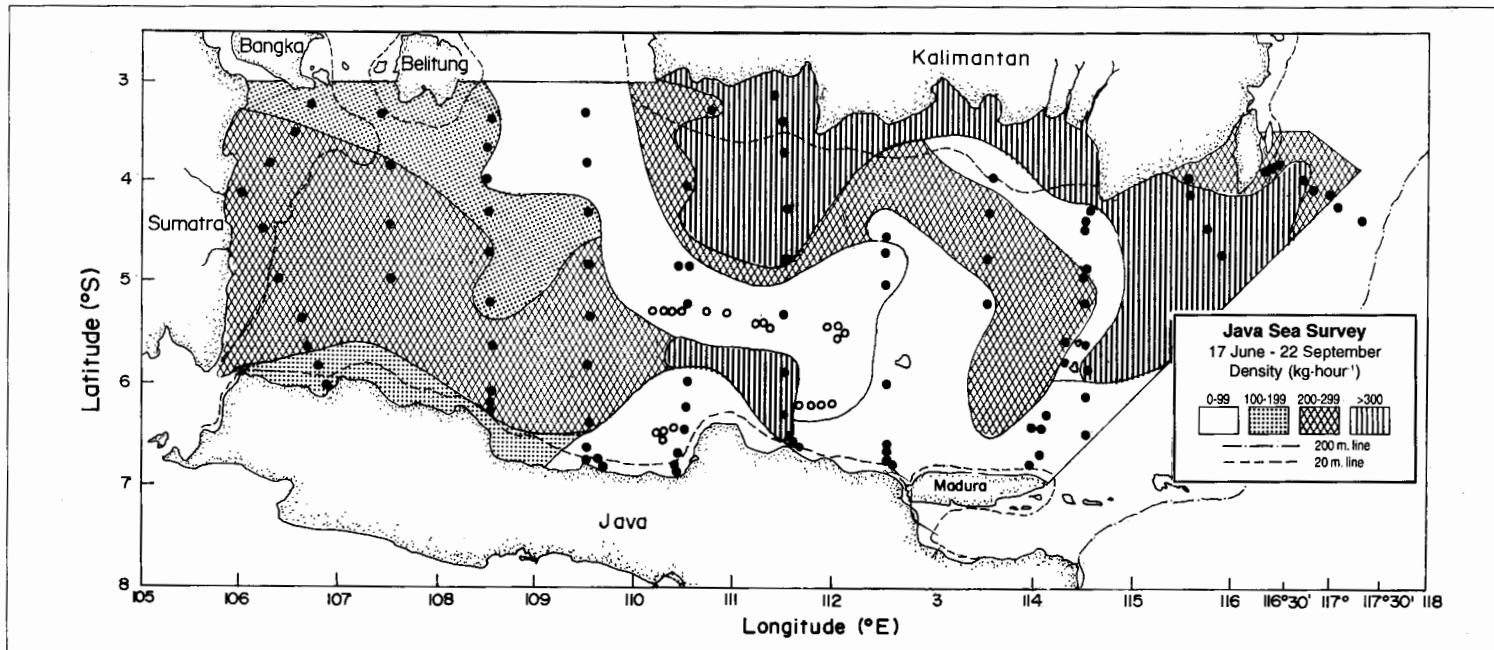 Bangka
Belitung
Kalimantan
Sumatra
Java
Madura
3
4
5
6
7
8
Latitude (°S)
105 106 107 108 109 110 111 112 3 114 115 116 116°30' 117° 117°30' 118
Longitude (°E)
Java Sea Survey
17 June - 22 September
Density (kg·hour⁻¹)
0-99 100-199 200-299 >300
200 m. line
20 m. line